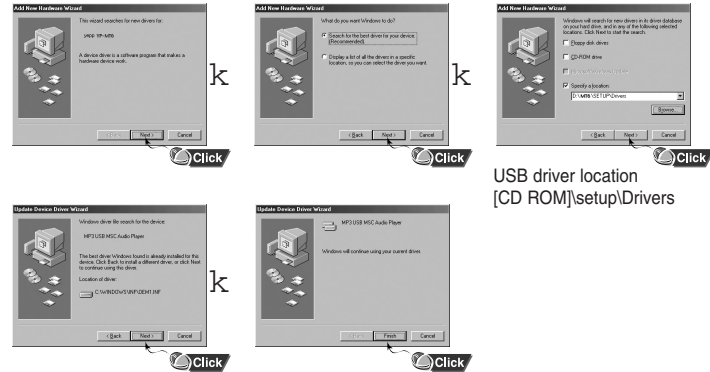 Add New Hardware Wizard
This wizard searches for new drivers for:
A device driver is a software program that makes a
hardware device work.
Next >
Cancel
Click
k
Add New Hardware Wizard
What do you want Windows to do?
Search for the best driver for your device.
(Recommended).
Display a list of all the drivers in a specific
location, so you can select the driver you want.
< Back
Next >
Cancel
Click
k
Add New Hardware Wizard
Windows will search for new drivers in its driver database
on your hard drive, and in any of the following selected
locations. Click Next to start the search.
Floppy disk drives
CD-ROM drive
Specify a location:
\SETUP\Drivers
Browse...
< Back
Next >
Cancel
Click
USB driver location
[CD ROM]\setup\Drivers
Update Device Driver Wizard
Windows driver file search for the device:
MP3 USB MSC Audio Player
The best driver Windows found is already installed for this
device. Click Back to install a different driver, or click Next
to continue using this driver.
Location of driver:
C:\WINDOWS\INF\OEM1.INF
< Back
Next >
Cancel
Click
k
Update Device Driver Wizard
MP3 USB MSC Audio Player
Windows will continue using your current driver.
Finish
Cancel
Click